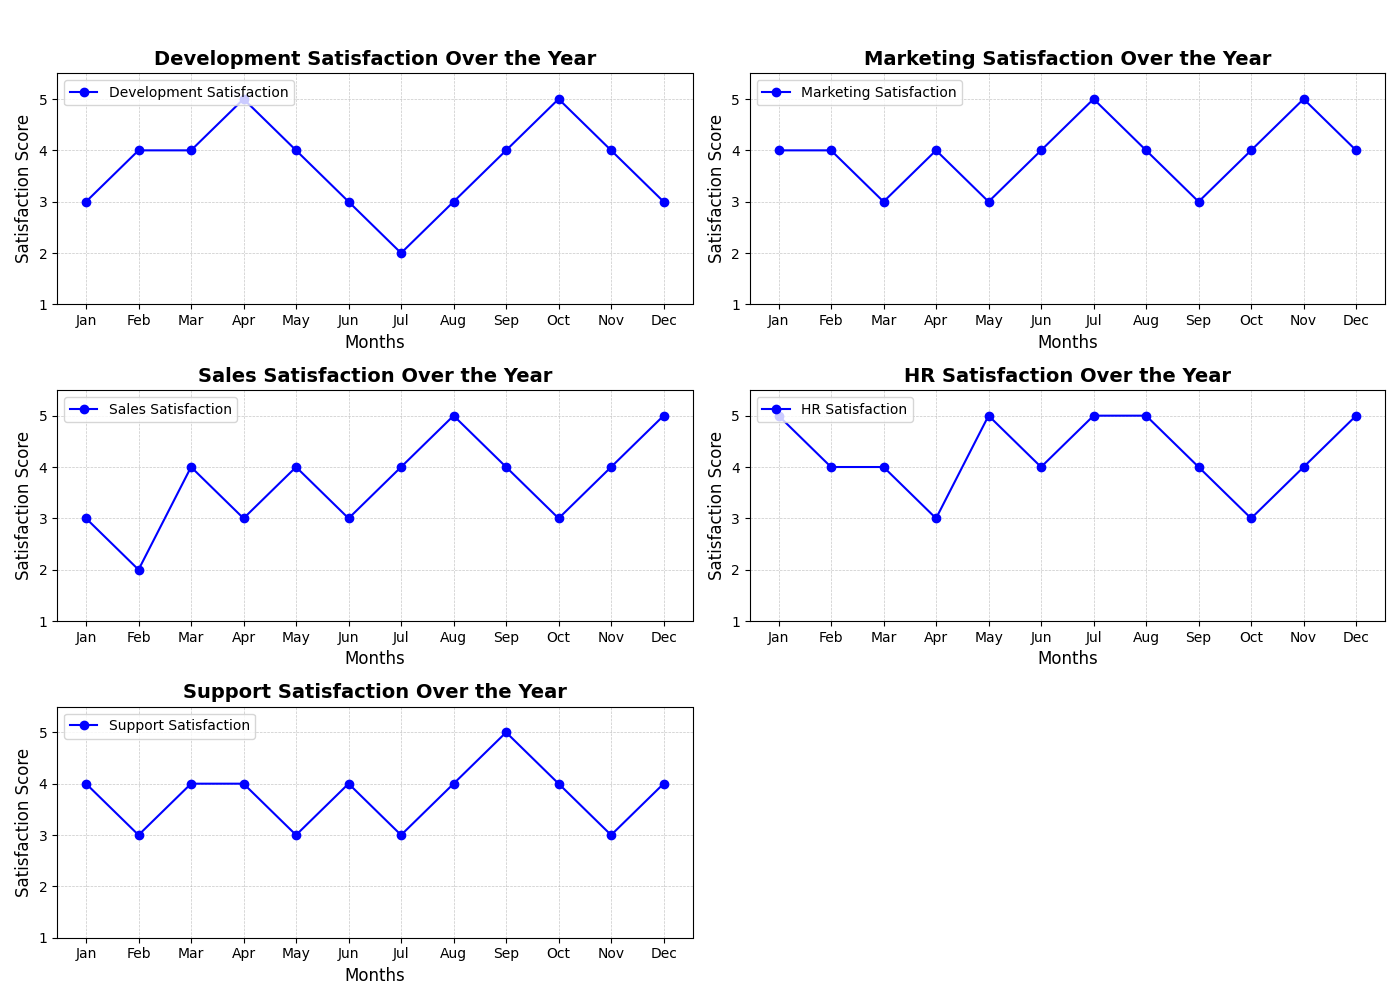 Development Satisfaction Over the Year
Development Satisfaction
Satisfaction Score
5
4
3
2
1
Jan Feb Mar Apr May Jun Jul Aug Sep Oct Nov Dec
Months
Marketing Satisfaction Over the Year
Marketing Satisfaction
Satisfaction Score
5
4
3
2
1
Jan Feb Mar Apr May Jun Jul Aug Sep Oct Nov Dec
Months
Sales Satisfaction Over the Year
Sales Satisfaction
Satisfaction Score
5
4
3
2
1
Jan Feb Mar Apr May Jun Jul Aug Sep Oct Nov Dec
Months
HR Satisfaction Over the Year
HR Satisfaction
Satisfaction Score
5
4
3
2
1
Jan Feb Mar Apr May Jun Jul Aug Sep Oct Nov Dec
Months
Support Satisfaction Over the Year
Support Satisfaction
Satisfaction Score
5
4
3
2
1
Jan Feb Mar Apr May Jun Jul Aug Sep Oct Nov Dec
Months